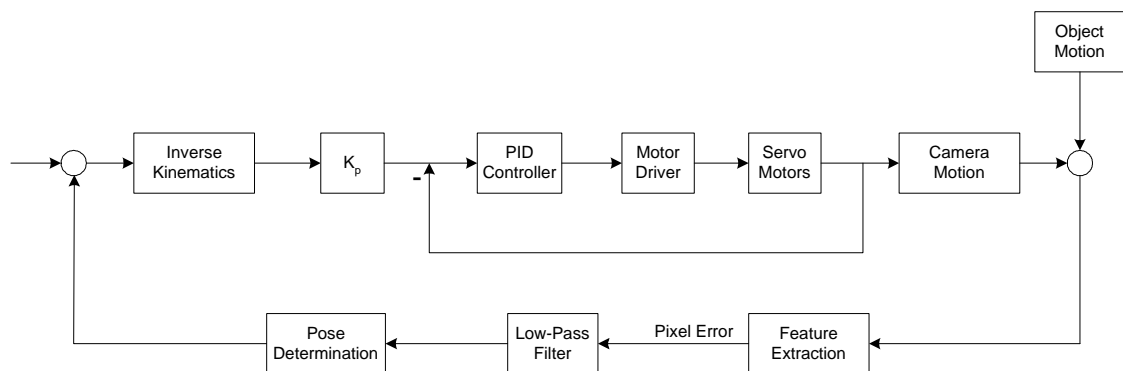 Object
Motion
Inverse
Kinematics
Kp
-
PID
Controller
Motor
Driver
Servo
Motors
Camera
Motion
Pose
Determination
Low-Pass
Filter
Pixel Error
Feature
Extraction